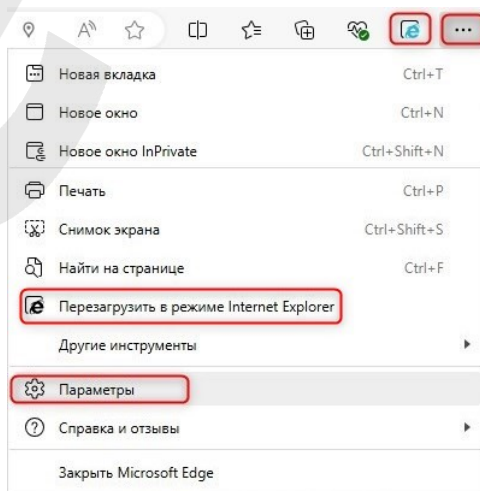 Новая вкладка Ctrl+T
Новое окно Ctrl+N
Новое окно InPrivate Ctrl+Shift+N
Печать Ctrl+P
Снимок экрана Ctrl+Shift+S
Найти на странице Ctrl+F
Перезагрузить в режиме Internet Explorer
Другие инструменты
Параметры
Справка и отзывы
Закрыть Microsoft Edge